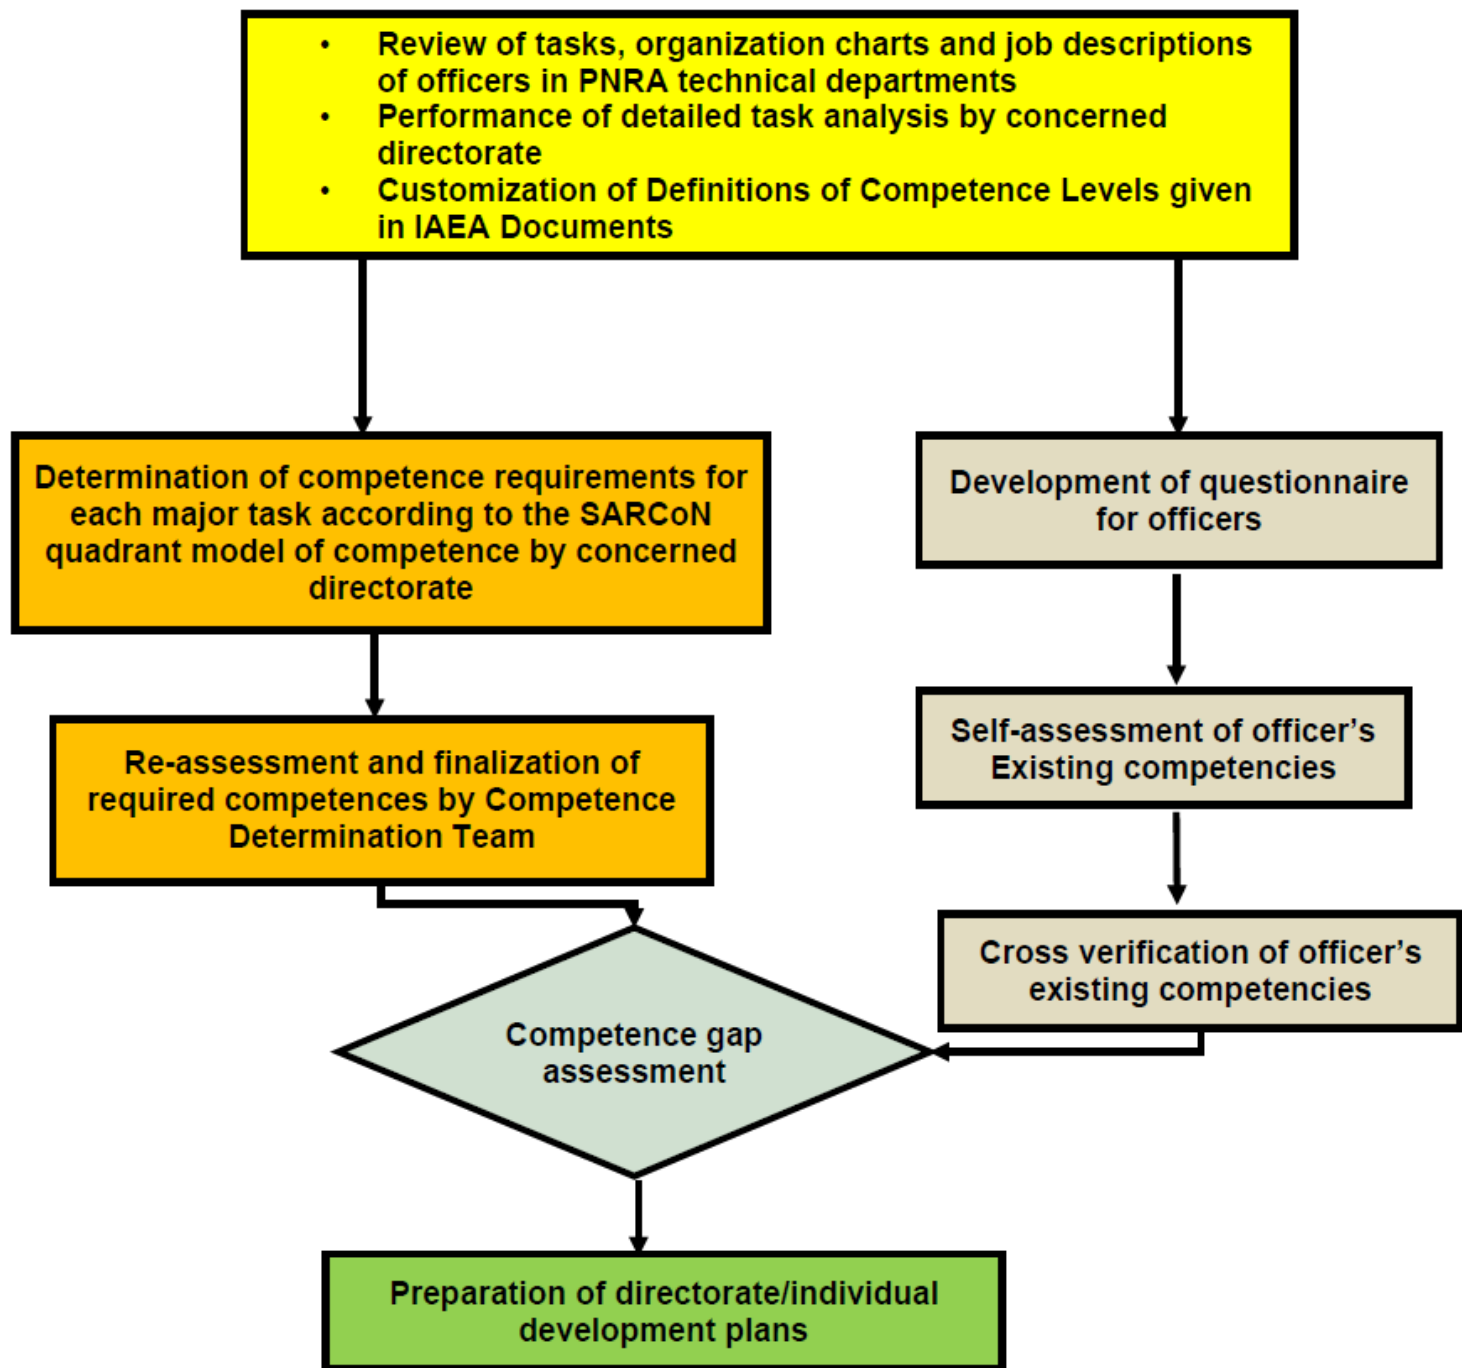 • Review of tasks, organization charts and job descriptions
of officers in PNRA technical departments
• Performance of detailed task analysis by concerned
directorate
• Customization of Definitions of Competence Levels given
in IAEA Documents
Determination of competence requirements for
each major task according to the SARCoN
quadrant model of competence by concerned
directorate
Re-assessment and finalization of
required competences by Competence
Determination Team
Development of questionnaire
for officers
Self-assessment of officer’s
Existing competencies
Cross verification of officer’s
existing competencies
Competence gap
assessment
Preparation of directorate/individual
development plans